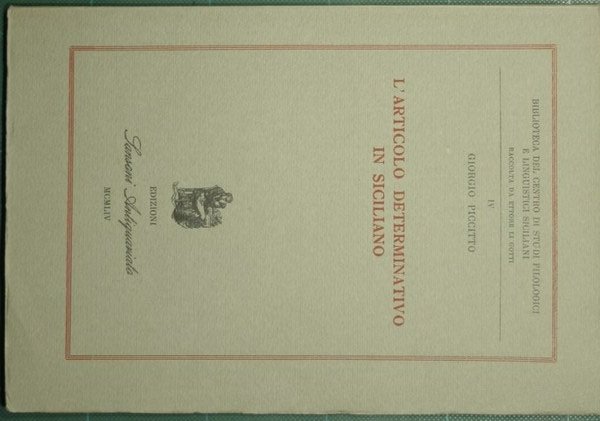 BIBLIOTECA DEL CENTRO DI STUDI FILOLOGICI
E LINGUISTICI SICILIANI
RACCOLTA DA ETTORE LI GOTTI
IV
GIORGIO PICCITTO
L'ARTICOLO DETERMINATIVO
IN SICILIANO
EDIZIONI
Sansoni Antiquariato
MCMLIV